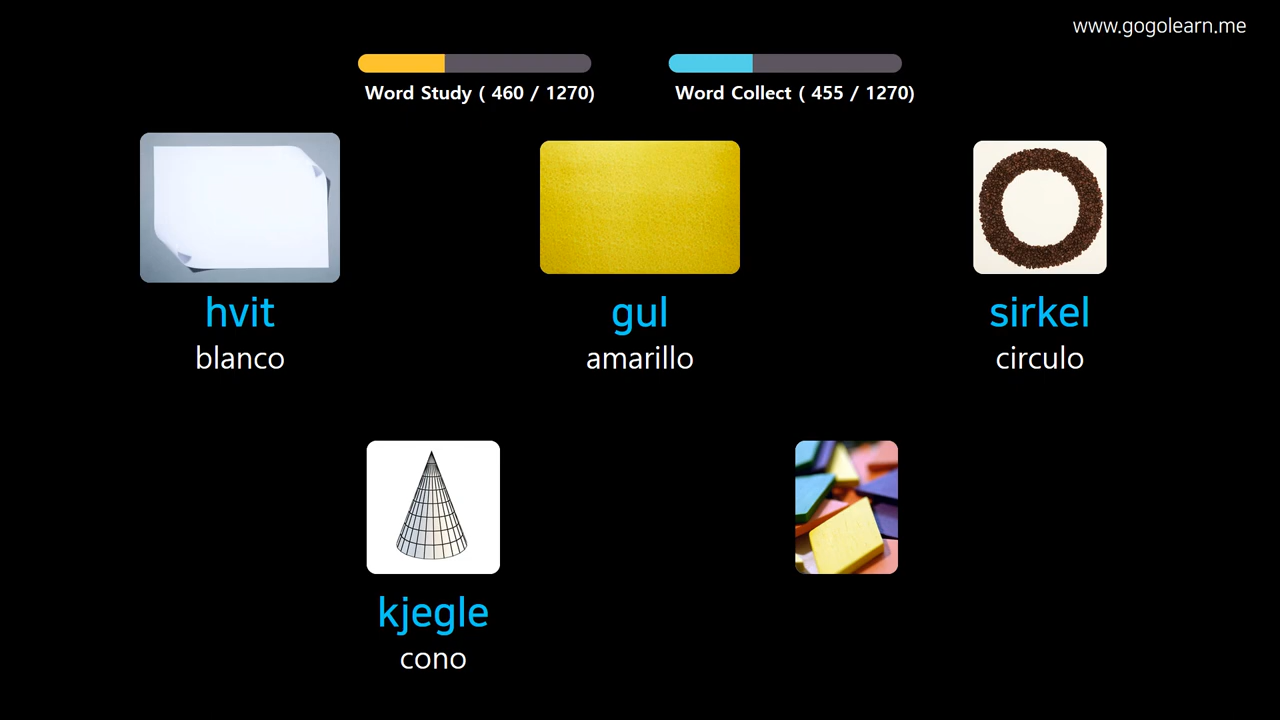 www.gogolearn.me
Word Study ( 460 / 1270)
Word Collect ( 455 / 1270)
hvit
blanco
gul
amarillo
sirkel
circulo
kjegle
cono